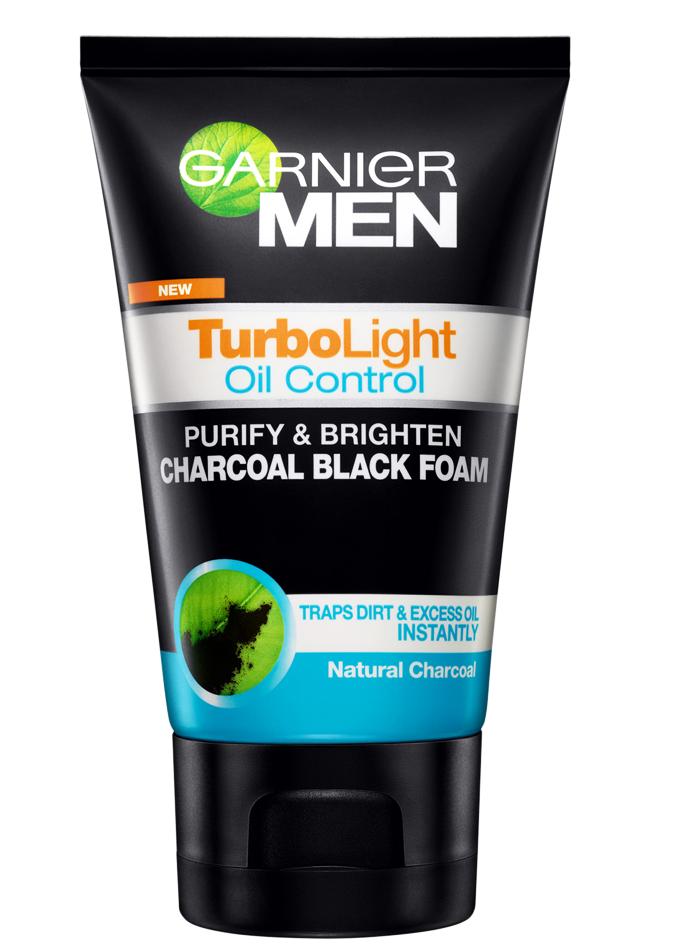 GARNIER
MEN
NEW
TurboLight
Oil Control
PURIFY & BRIGHTEN
CHARCOAL BLACK FOAM
TRAPS DIRT & EXCESS OIL
INSTANTLY
Natural Charcoal